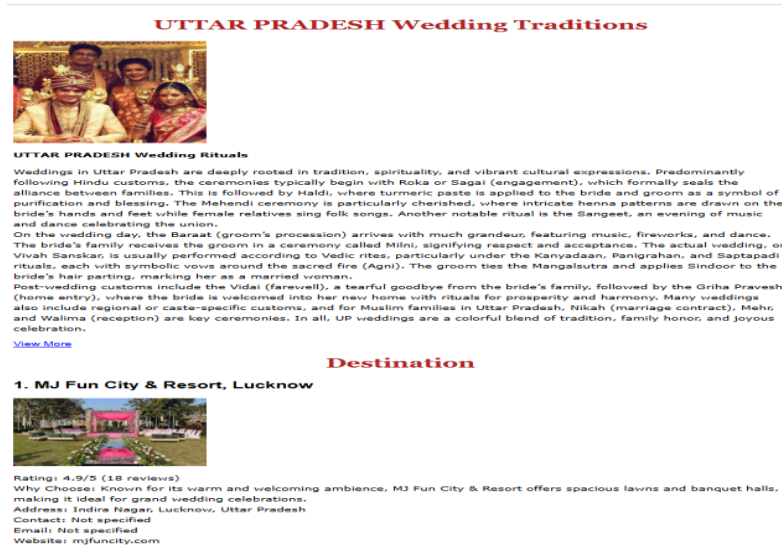 UTTAR PRADESH Wedding Traditions
UTTAR PRADESH Wedding Rituals
Weddings in Uttar Pradesh are deeply rooted in tradition, spirituality, and vibrant cultural expressions. Predominantly
following Hindu customs, the ceremonies typically begin with Roka or Sagai (engagement), which formally seals the
alliance between families. This is followed by Haldi, where turmeric paste is applied to the bride and groom as a symbol of
purification and blessing. The Mehendi ceremony is particularly cherished, where intricate henna patterns are drawn on the
bride's hands and feet while female relatives sing folk songs. Another notable ritual is the Sangeet, an evening of music
and dance celebrating the union.
On the wedding day, the Baraat (groom's procession) arrives with much grandeur, featuring music, fireworks, and dance.
The bride's family receives the groom in a ceremony called Milni, signifying respect and acceptance. The actual wedding, or
Vivah Sanskar, is usually performed according to Vedic rites, particularly under the Kanyadaan, Panigrahan, and Saptapadi
rituals, each with symbolic vows around the sacred fire (Agni). The groom ties the Mangalsutra and applies Sindoor to the
bride's hair parting, marking her as a married woman.
Post-wedding customs include the Vidai (farewell), a tearful goodbye from the bride's family, followed by the Griha Pravesh
(home entry), where the bride is welcomed into her new home with rituals for prosperity and harmony. Many weddings
also include regional or caste-specific customs, and for Muslim families in Uttar Pradesh, Nikah (marriage contract), Mehr,
and Walima (reception) are key ceremonies. In all, UP weddings are a colorful blend of tradition, family honor, and joyous
celebration.
View More
Destination
1. MJ Fun City & Resort, Lucknow
Rating: 4.9/5 (18 reviews)
Why Choose: Known for its warm and welcoming ambience, MJ Fun City & Resort offers spacious lawns and banquet halls,
making it ideal for grand wedding celebrations.
Address: Indira Nagar, Lucknow, Uttar Pradesh
Contact: Not specified
Email: Not specified
Website: mjfuncity.com